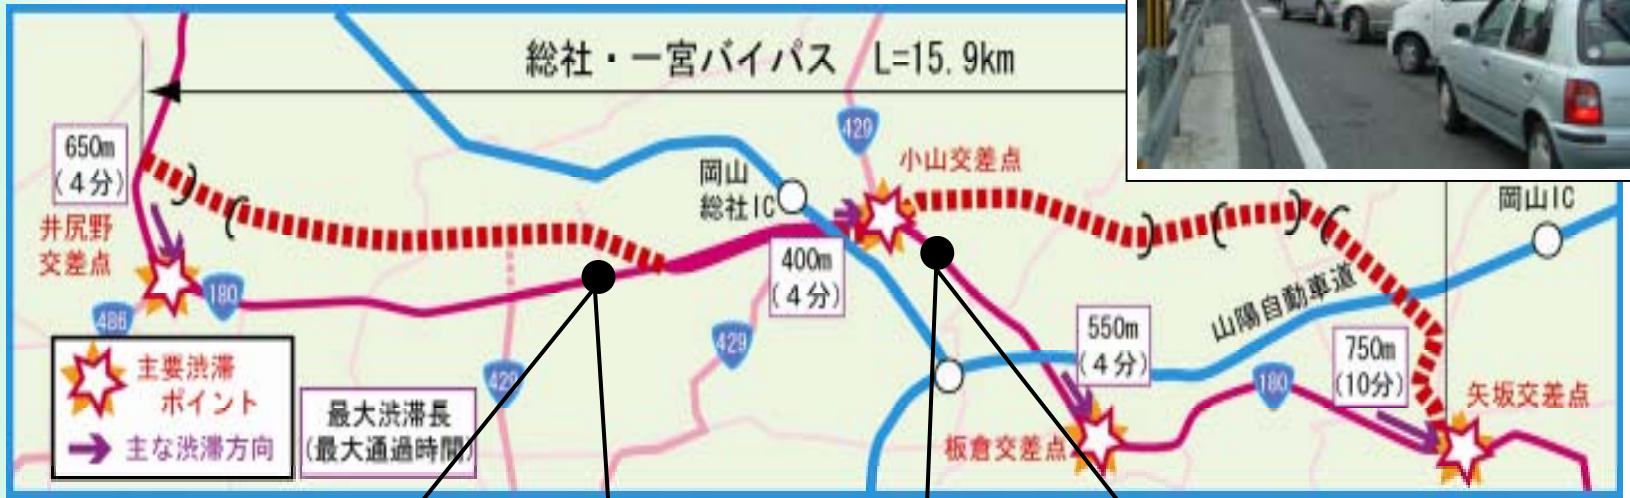 総社・一宮バイパス L=15.9km
650m
(4分)
井尻野
交差点
486
180
429
岡山
総社IC
小山交差点
400m
(4分)
429
429
550m
(4分)
板倉交差点
山陽自動車道
岡山IC
180
750m
(10分)
矢坂交差点
主要渋滞
ポイント
主な渋滞方向
最大渋滞長
(最大通過時間)